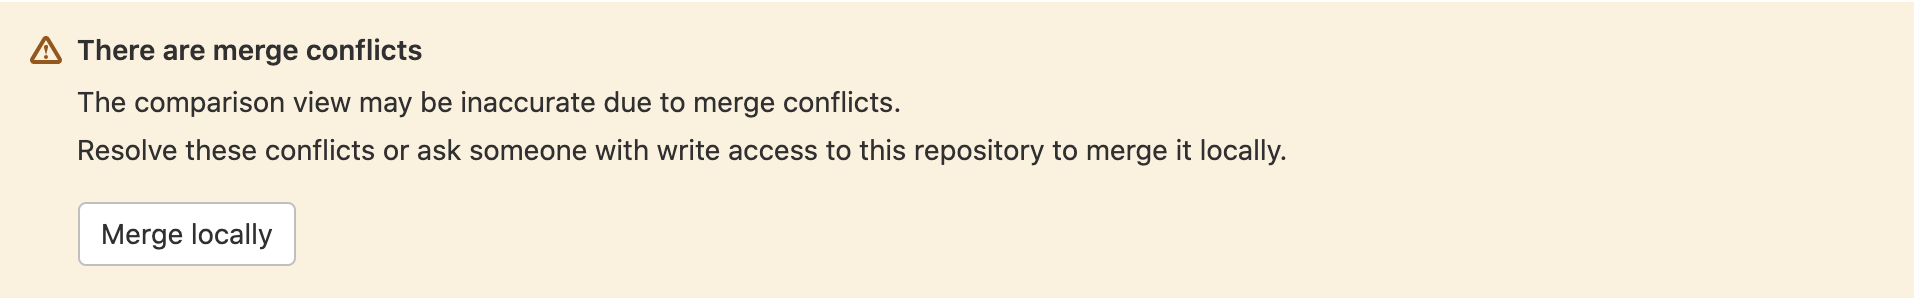 There are merge conflicts
The comparison view may be inaccurate due to merge conflicts.
Resolve these conflicts or ask someone with write access to this repository to merge it locally.
Merge locally